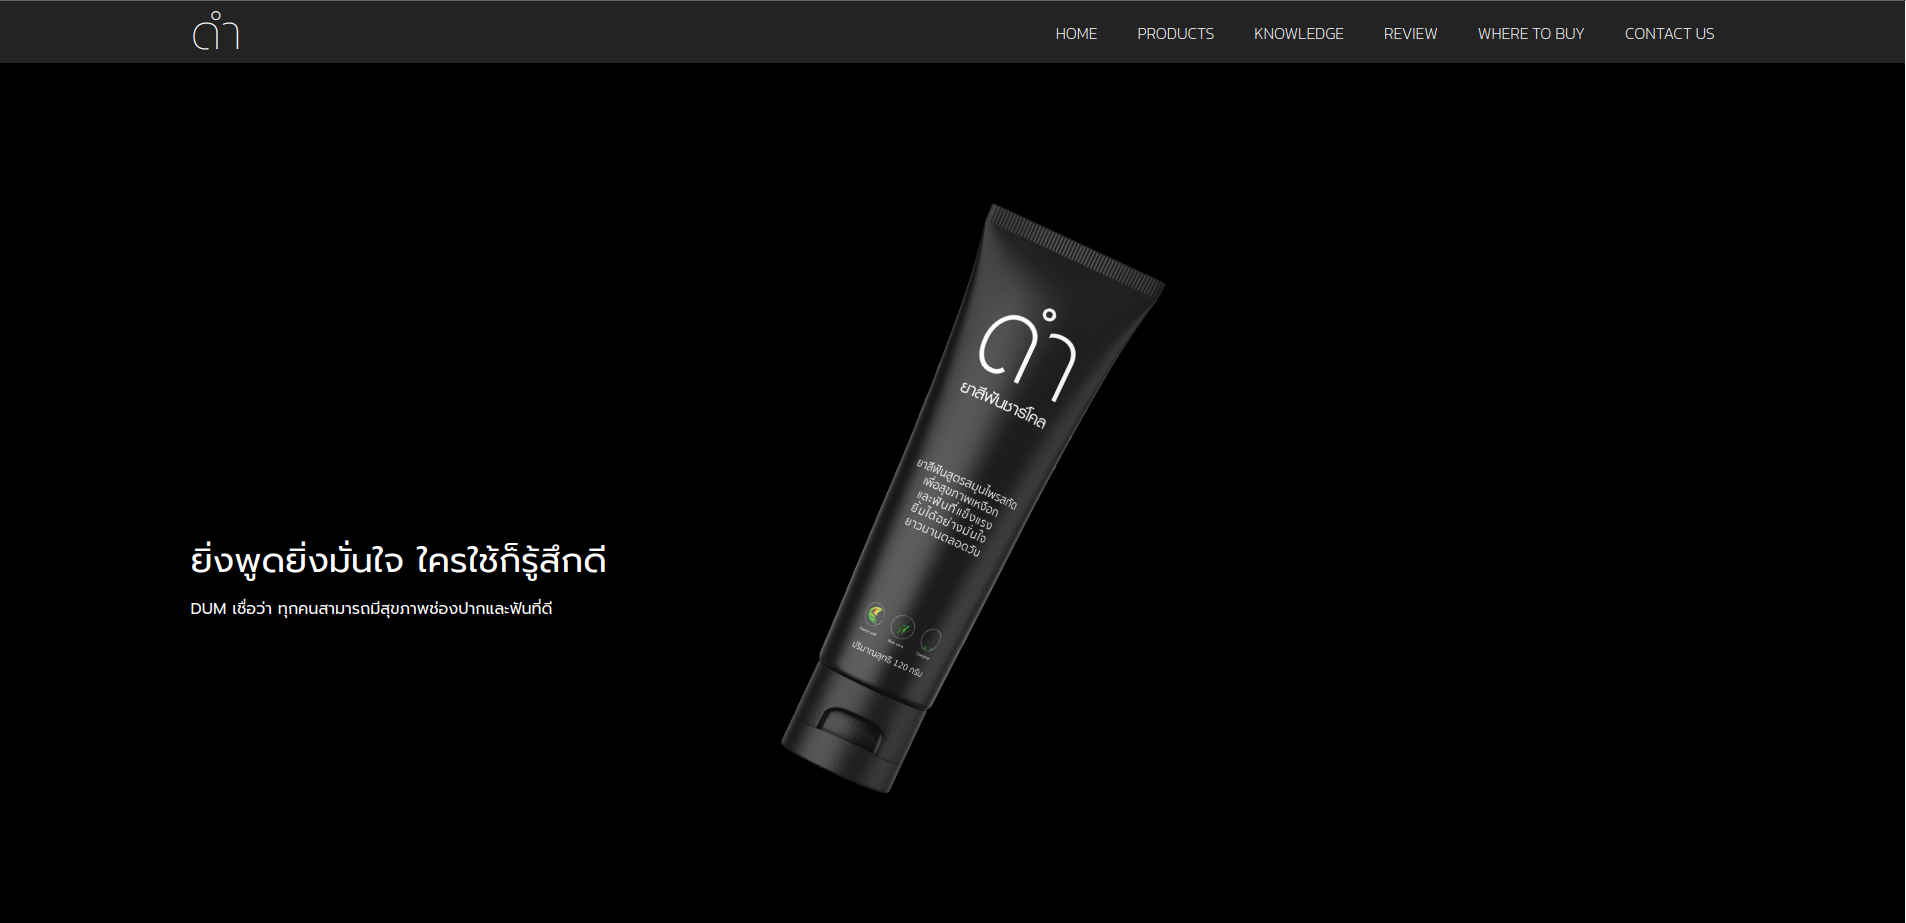 ดำ
HOME
PRODUCTS
KNOWLEDGE
REVIEW
WHERE TO BUY
CONTACT US
ดำ
ยาสีฟันชาร์โคล
ยาสีฟันสูตรสมุนไพรสกัด
เพื่อสุขภาพเหงือก
และฟันที่แข็งแรง
ยิ้มได้อย่างมั่นใจ
ยาวนานตลอดวัน
ปริมาณสุทธิ 120 กรัม
ยิ่งพูดยิ่งมั่นใจ ใครใช้ก็รู้สึกดี
DUM เชื่อว่า ทุกคนสามารถมีสุขภาพช่องปากและฟันที่ดี